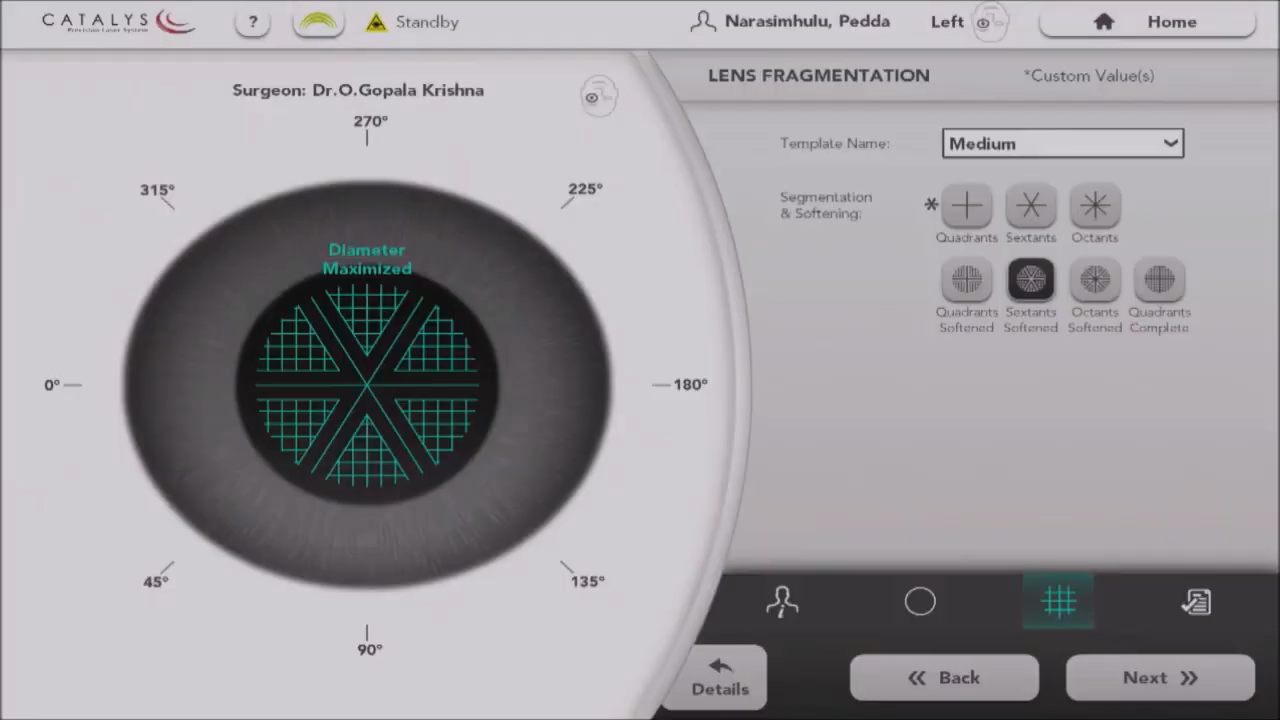 CATALYS
Precision Laser System
?
Standby
Narasimhulu, Pedda
Left
Home
Surgeon: Dr.O.Gopala Krishna
270°
315°
225°
Diameter
Maximized
0°
180°
45°
135°
90°
LENS FRAGMENTATION
*Custom Value(s)
Template Name:
Medium
Segmentation
& Softening:
*
Quadrants
Sextants
Octants
Quadrants
Softened
Sextants
Softened
Octants
Softened
Quadrants
Complete
Details
Back
Next